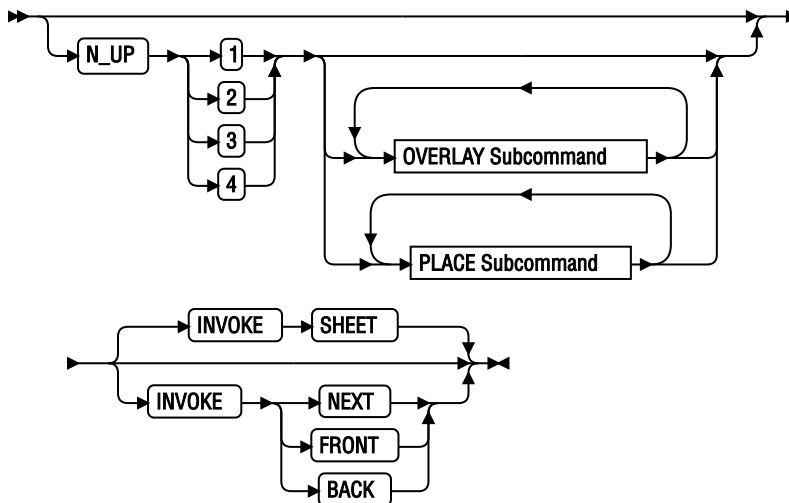 N_UP
1
2
3
4
OVERLAY Subcommand
PLACE Subcommand
INVOKE SHEET
INVOKE NEXT
FRONT
BACK